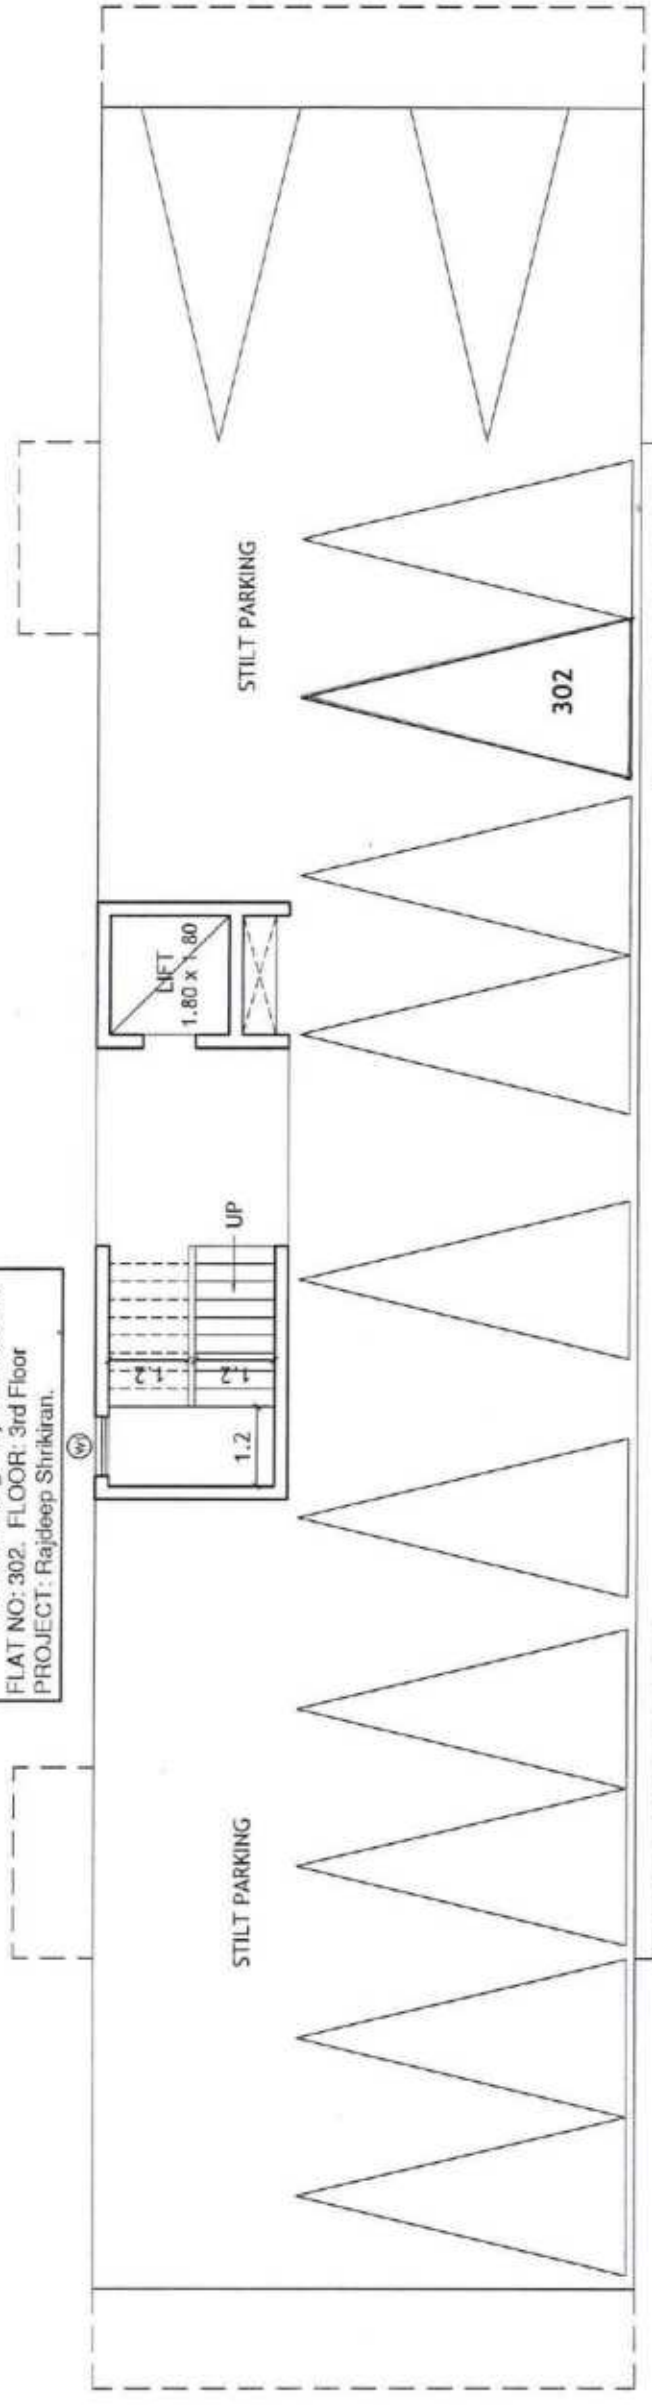 FLAT NO: 302. FLOOR: 3rd Floor
PROJECT: Rajdeep Shrikiran.
W1
STILT PARKING
1.2
1.2
1.2
UP
LIFT
1.80 x 1.80
STILT PARKING
302